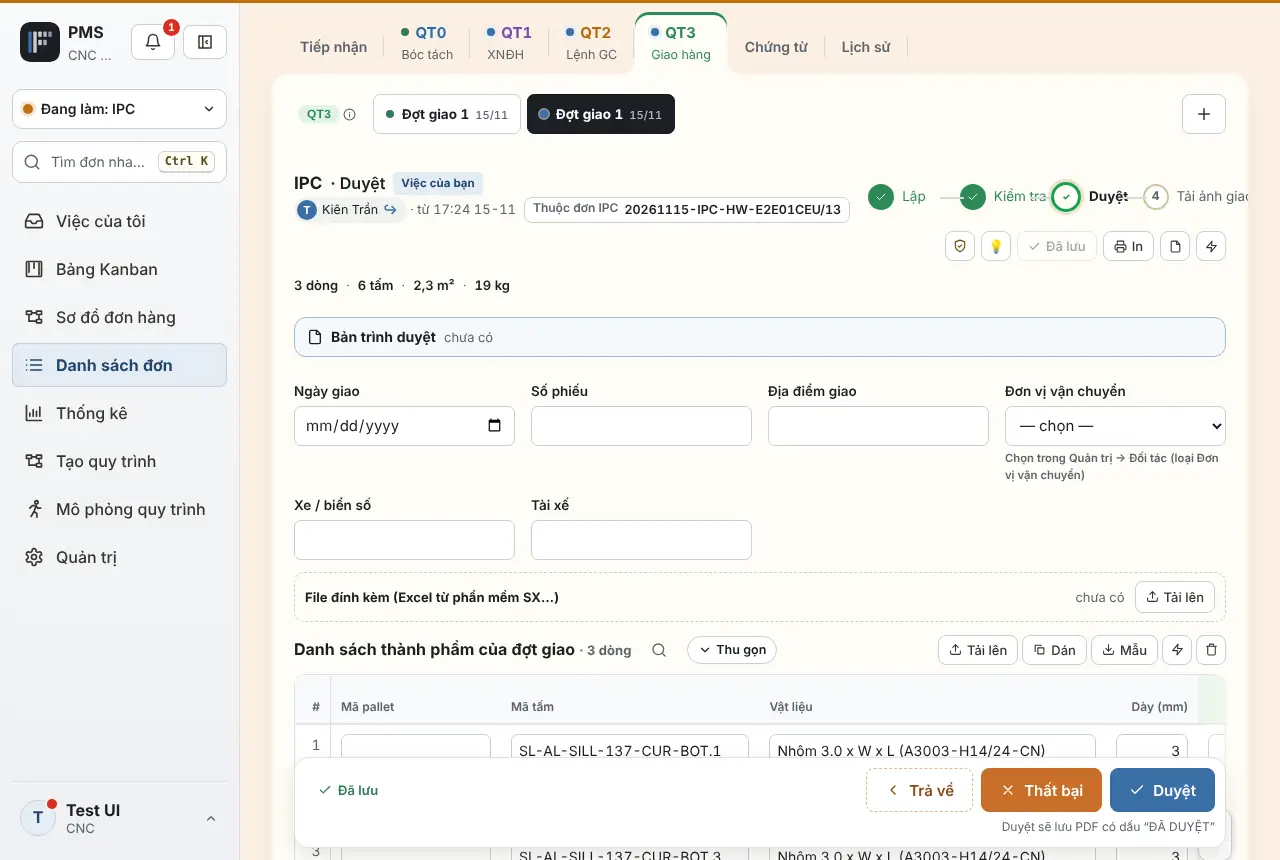 PMS
CNC ...
1
Đang làm: IPC
Tìm đơn nha...
Ctrl K
Việc của tôi
Bảng Kanban
Sơ đồ đơn hàng
Danh sách đơn
Thống kê
Tạo quy trình
Mô phỏng quy trình
Quản trị
T
Test UI
CNC
Tiếp nhận
QT0
Bóc tách
QT1
XNĐH
QT2
Lệnh GC
QT3
Giao hàng
Chứng từ
Lịch sử
QT3
Đợt giao 1 15/11
Đợt giao 1 15/11
IPC · Duyệt
Việc của bạn
T Kiên Trần · từ 17:24 15-11
Thuộc đơn IPC 20261115-IPC-HW-E2E01CEU/13
Lập
Kiểm tra
Duyệt
4
Tải ảnh giao
Đã lưu
In
3 dòng · 6 tấm · 2,3 m² · 19 kg
Bản trình duyệt chưa có
Ngày giao
Số phiếu
Địa điểm giao
Đơn vị vận chuyển
mm/dd/yyyy
— chọn —
Chọn trong Quản trị → Đối tác (loại Đơn
vị vận chuyển)
Xe / biển số
Tài xế
File đính kèm (Excel từ phần mềm SX...)
chưa có
Tải lên
Danh sách thành phẩm của đợt giao · 3 dòng
Thu gọn
Tải lên
Dán
Mẫu
# Mã pallet Mã tấm Vật liệu Dày (mm)
1 SL-AL-SILL-137-CUR-BOT.1 Nhôm 3.0 x W x L (A3003-H14/24-CN) 3
Đã lưu
Trả về
Thất bại
Duyệt
Duyệt sẽ lưu PDF có dấu “ĐÃ DUYỆT”
3 SL-AL-SILL-137-CUR-BOT.3 Nhôm 3.0 x W x L (A3003-H14/24-CN) 3